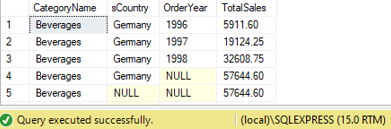 CategoryName sCountry OrderYear TotalSales
1 Beverages Germany 1996 5911.60
2 Beverages Germany 1997 19124.25
3 Beverages Germany 1998 32608.75
4 Beverages Germany NULL 57644.60
5 Beverages NULL NULL 57644.60
Query executed successfully. (local)\SQLEXPRESS (15.0 RTM)